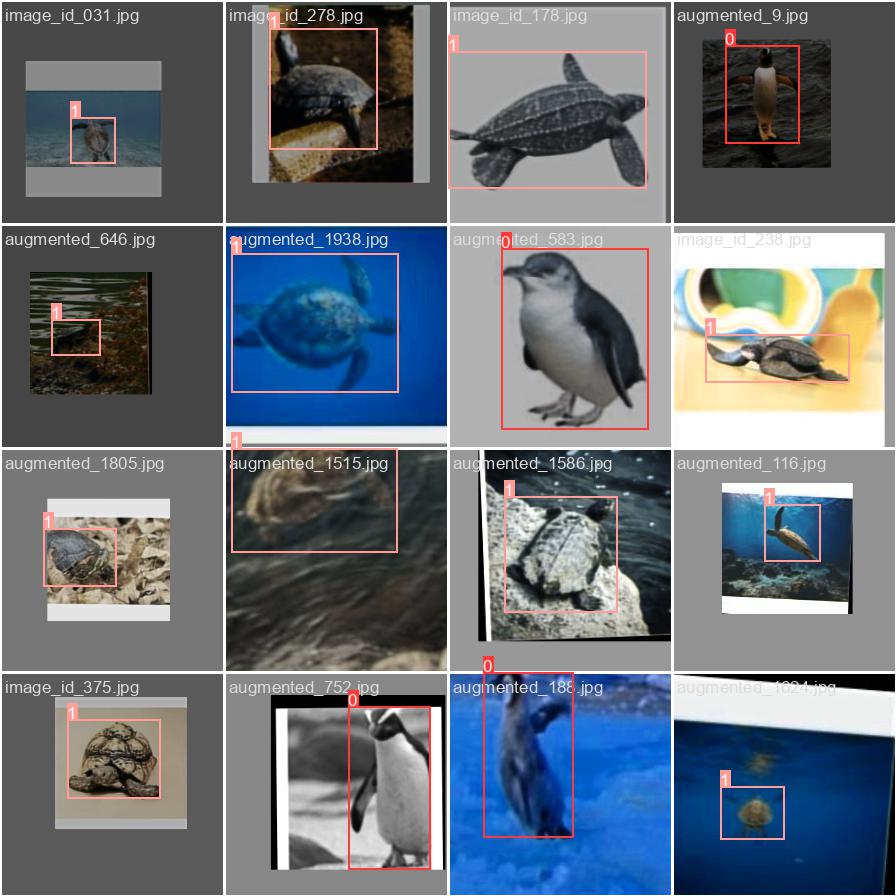 image_id_031.jpg
image_id_278.jpg
image_id_178.jpg
augmented_9.jpg
1
1
1
0
augmented_646.jpg
augmented_1938.jpg
augmented_583.jpg
image_id_238.jpg
1
1
0
1
augmented_1805.jpg
augmented_1515.jpg
augmented_1586.jpg
augmented_116.jpg
1
1
1
1
image_id_375.jpg
augmented_752.jpg
augmented_188.jpg
augmented_1624.jpg
1
0
0
1